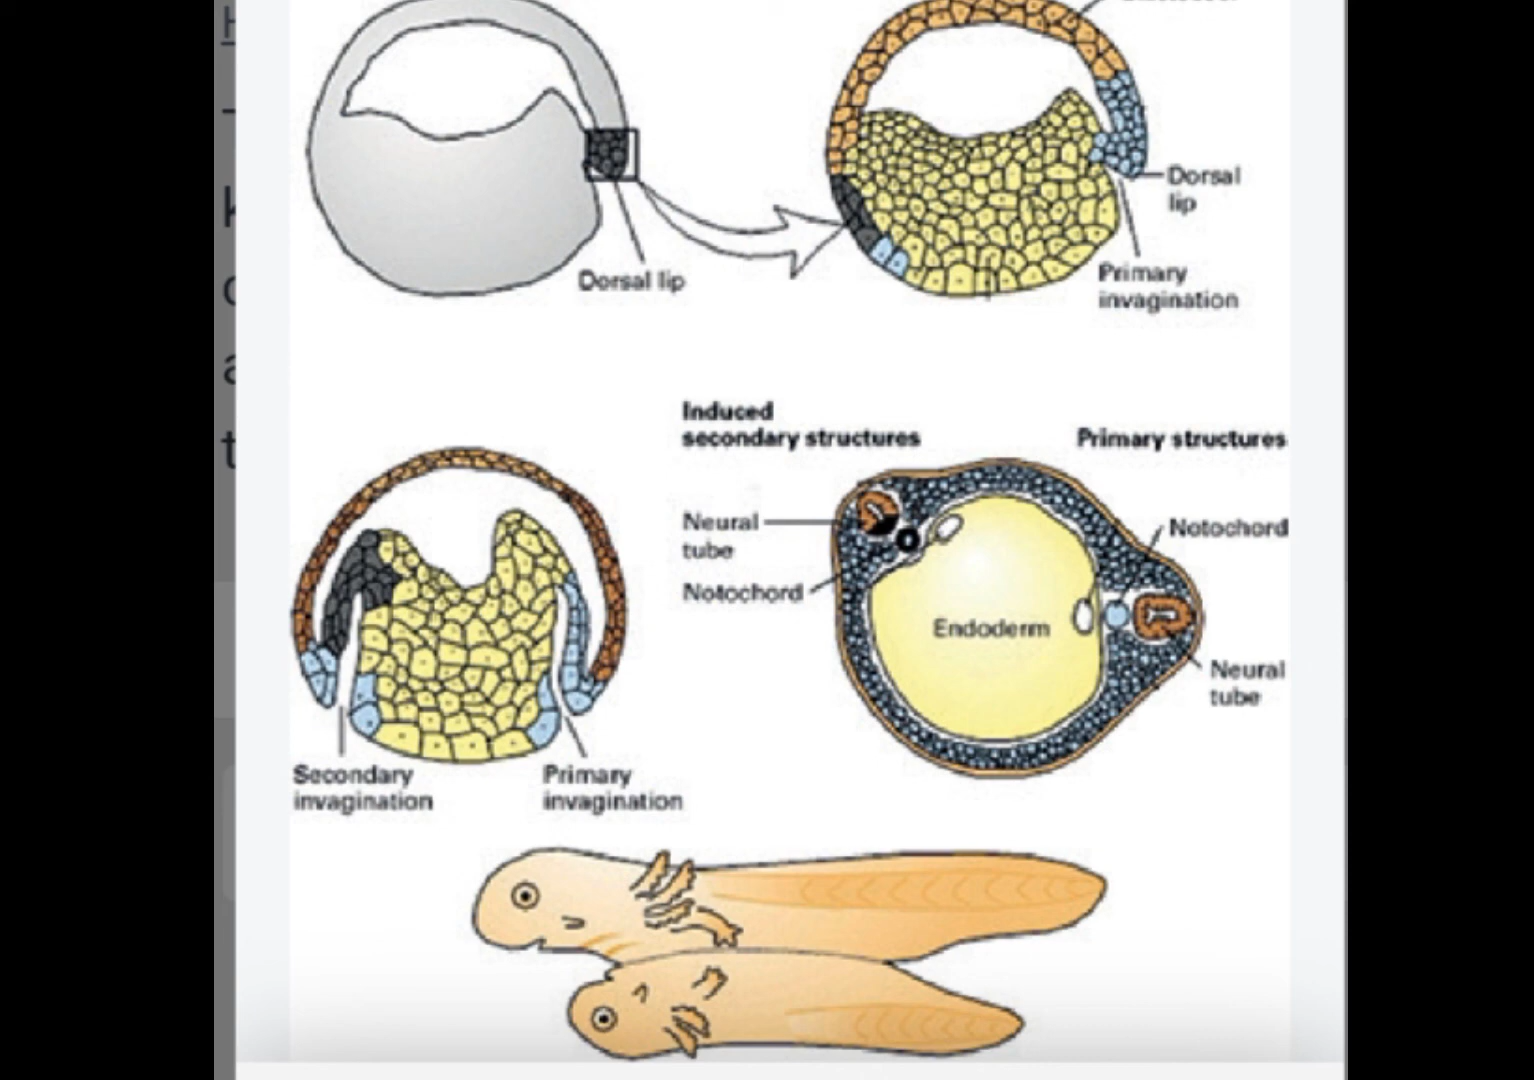 Dorsal
lip
Dorsal lip
Primary
invagination
Induced
secondary structures
Primary structures
Neural
tube
Notochord
Notochord
Endoderm
Neural
tube
Secondary
invagination
Primary
invagination